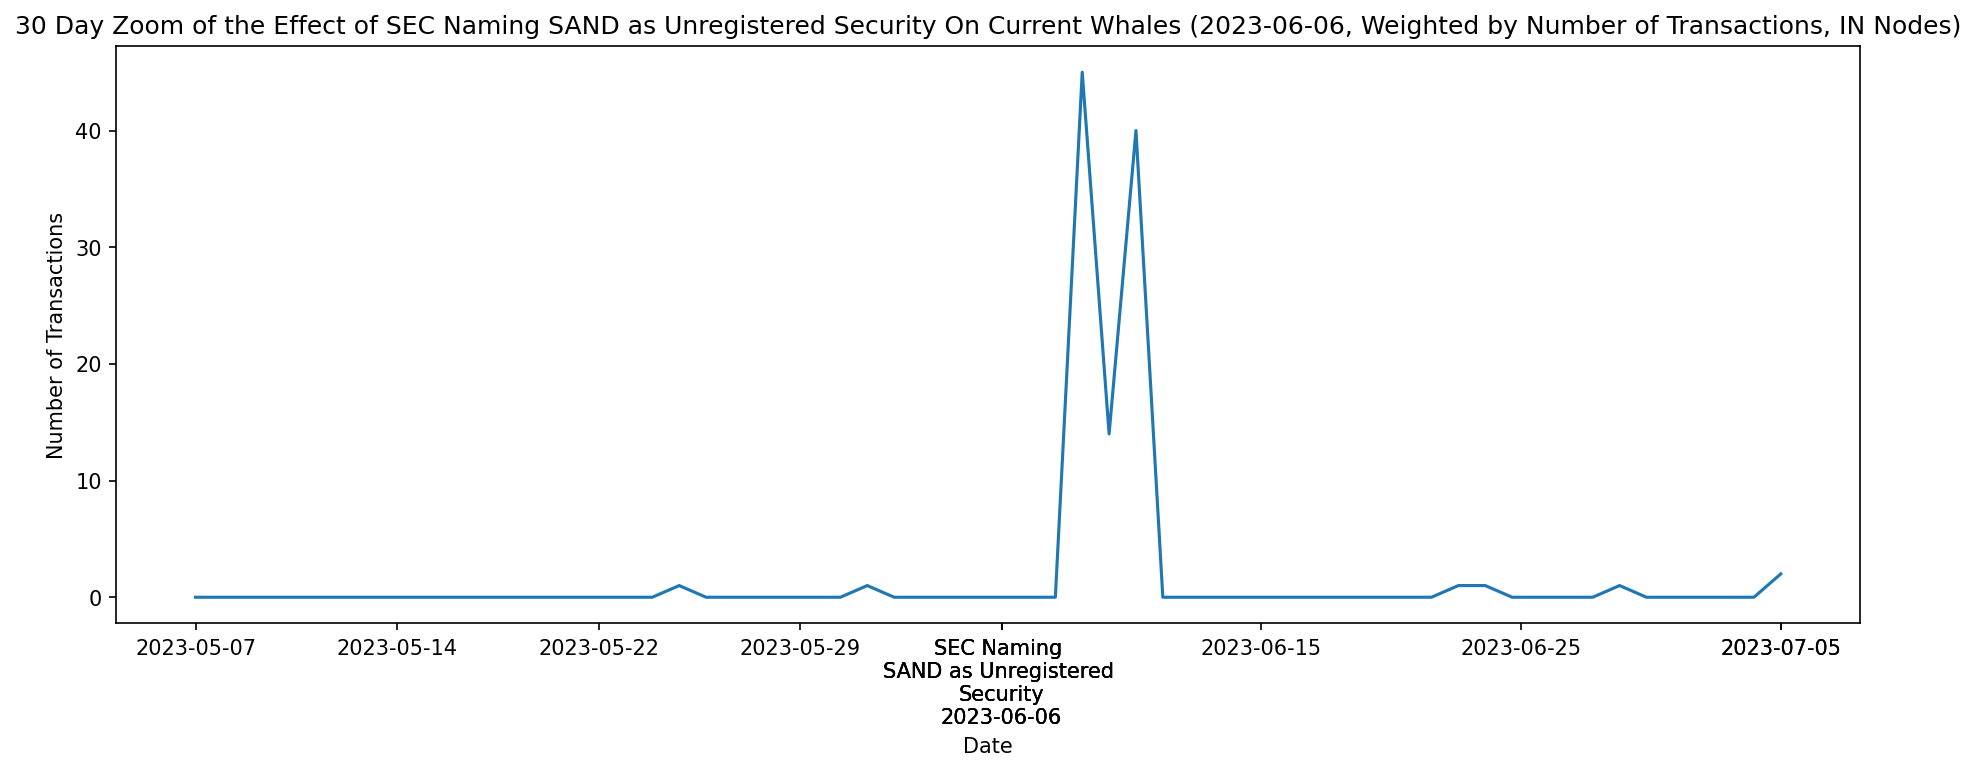 30 Day Zoom of the Effect of SEC Naming SAND as Unregistered Security On Current Whales (2023-06-06, Weighted by Number of Transactions, IN Nodes)
Number of Transactions
40
30
20
10
0
2023-05-07
2023-05-14
2023-05-22
2023-05-29
SEC Naming
SAND as Unregistered
Security
2023-06-06
2023-06-15
2023-06-25
2023-07-05
Date